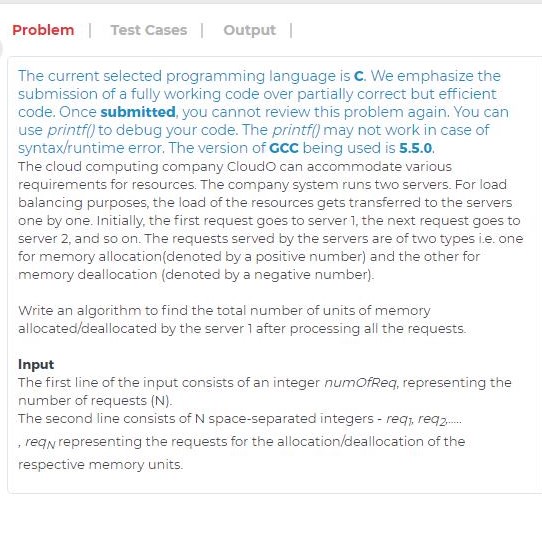 Problem | Test Cases | Output |
The current selected programming language is C. We emphasize the
submission of a fully working code over partially correct but efficient
code. Once submitted, you cannot review this problem again. You can
use printf() to debug your code. The printf() may not work in case of
syntax/runtime error. The version of GCC being used is 5.5.0.
The cloud computing company CloudO can accommodate various
requirements for resources. The company system runs two servers. For load
balancing purposes, the load of the resources gets transferred to the servers
one by one. Initially, the first request goes to server 1, the next request goes to
server 2, and so on. The requests served by the servers are of two types i.e. one
for memory allocation(denoted by a positive number) and the other for
memory deallocation (denoted by a negative number).
Write an algorithm to find the total number of units of memory
allocated/deallocated by the server 1 after processing all the requests.
Input
The first line of the input consists of an integer numOfReq, representing the
number of requests (N).
The second line consists of N space-separated integers - req1, req2......
, reqN representing the requests for the allocation/deallocation of the
respective memory units.